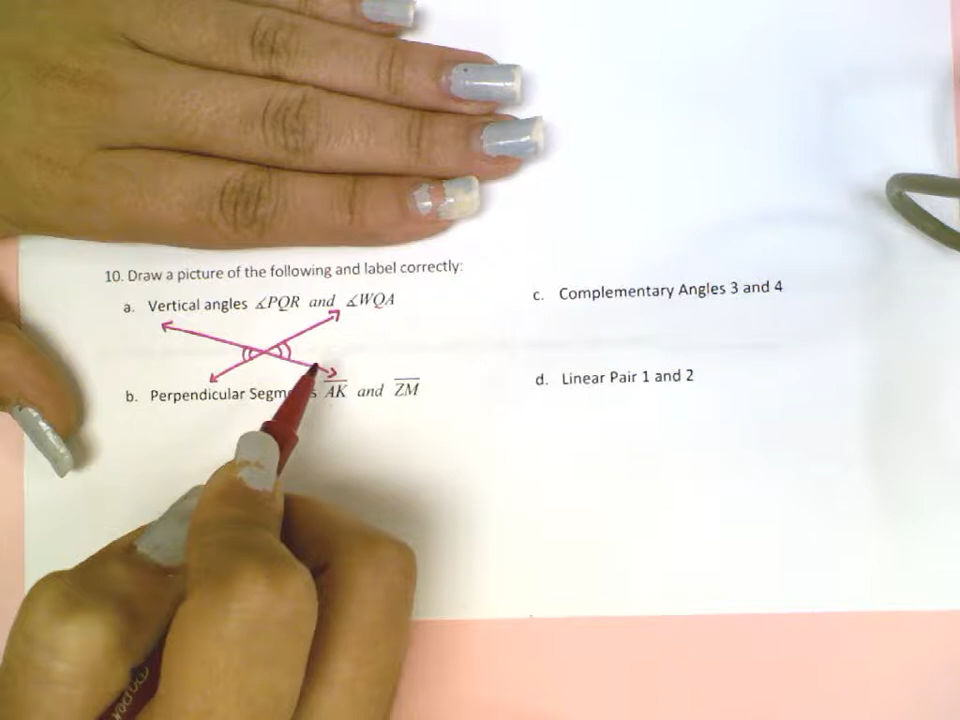 10. Draw a picture of the following and label correctly:
a. Vertical angles ∡PQR and ∡WQA
b. Perpendicular AK and ZM
c. Complementary Angles 3 and 4
d. Linear Pair 1 and 2